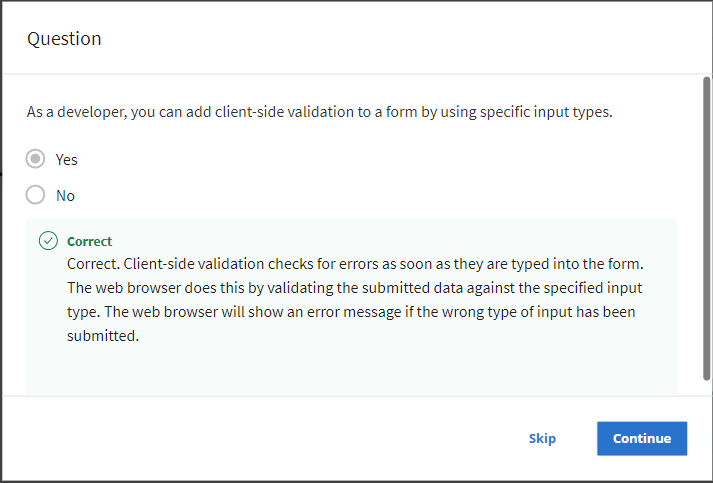 Question
As a developer, you can add client-side validation to a form by using specific input types.
Yes
No
Correct
Correct. Client-side validation checks for errors as soon as they are typed into the form.
The web browser does this by validating the submitted data against the specified input
type. The web browser will show an error message if the wrong type of input has been
submitted.
Skip
Continue